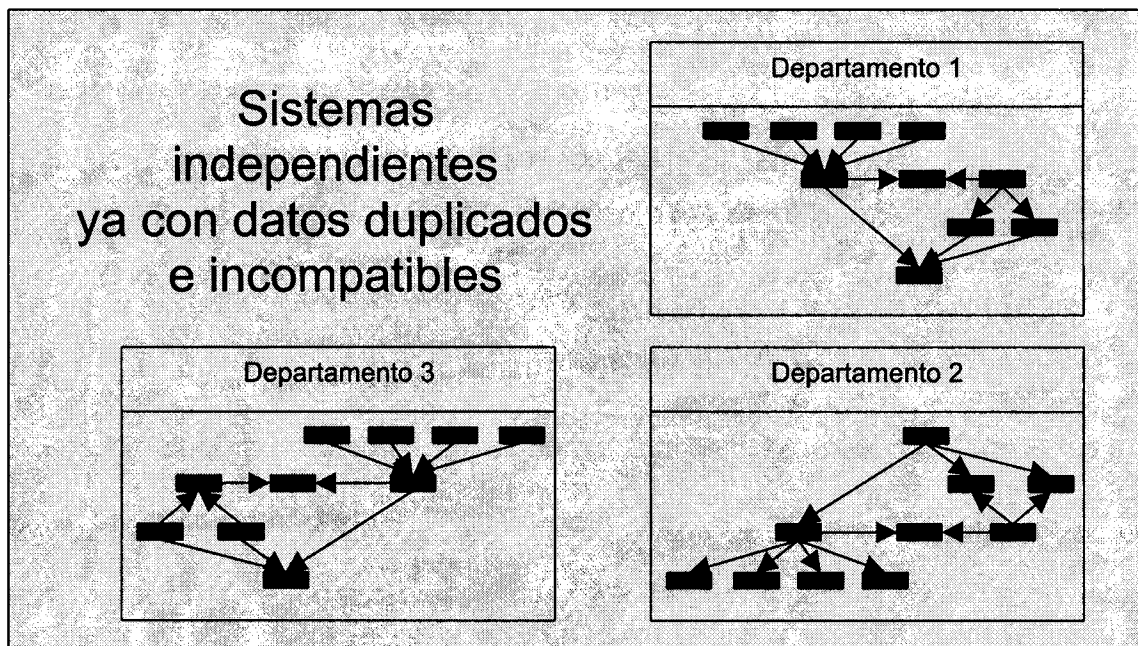 Sistemas
independientes
ya con datos duplicados
e incompatibles
Departamento 1
Departamento 3
Departamento 2